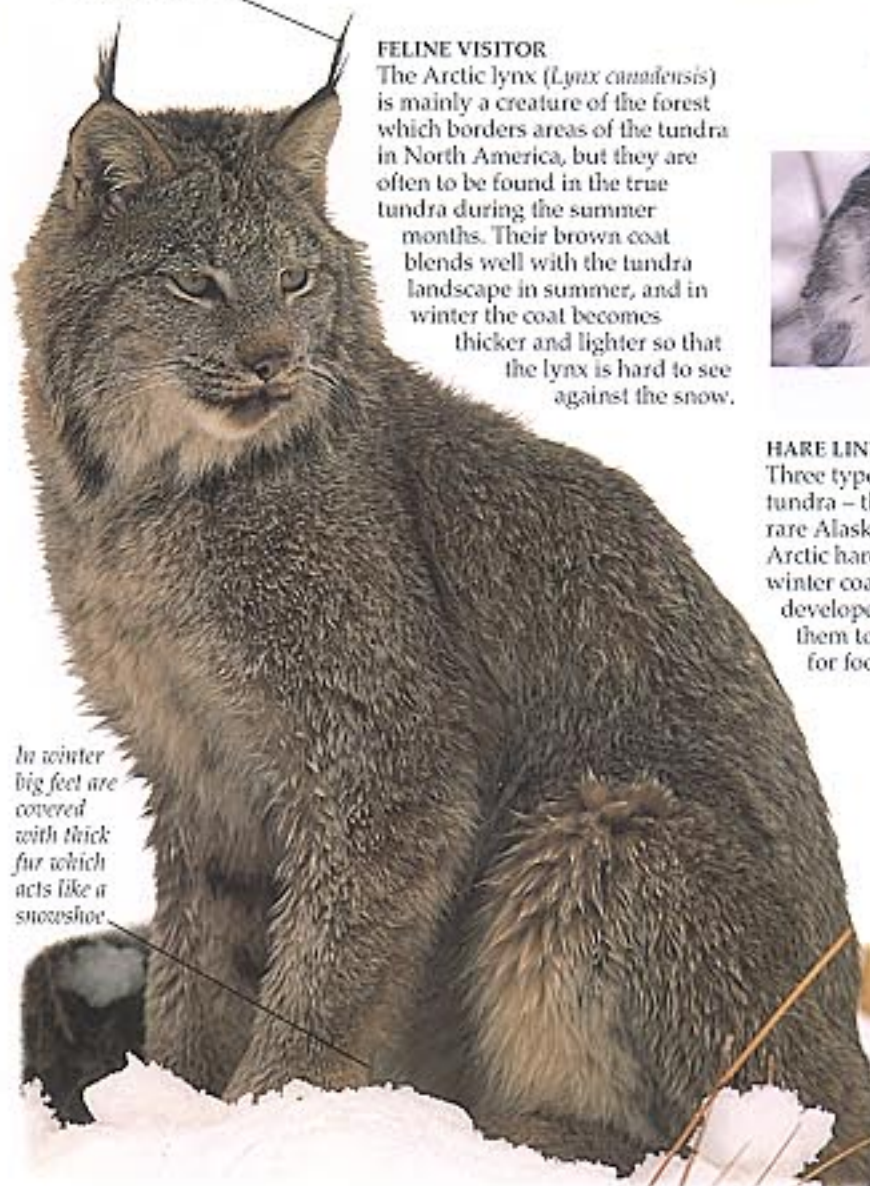 FELINE VISITOR
The Arctic lynx (Lynx canadensis)
is mainly a creature of the forest
which borders areas of the tundra
in North America, but they are
often to be found in the true
tundra during the summer
months. Their brown coat
blends well with the tundra
landscape in summer, and in
winter the coat becomes
thicker and lighter so that
the lynx is hard to see
against the snow.
HARE LIN
Three type
tundra – th
rare Alask
Arctic har
winter coa
develope
them to
for foo
In winter
big feet are
covered
with thick
fur which
acts like a
snowshoe